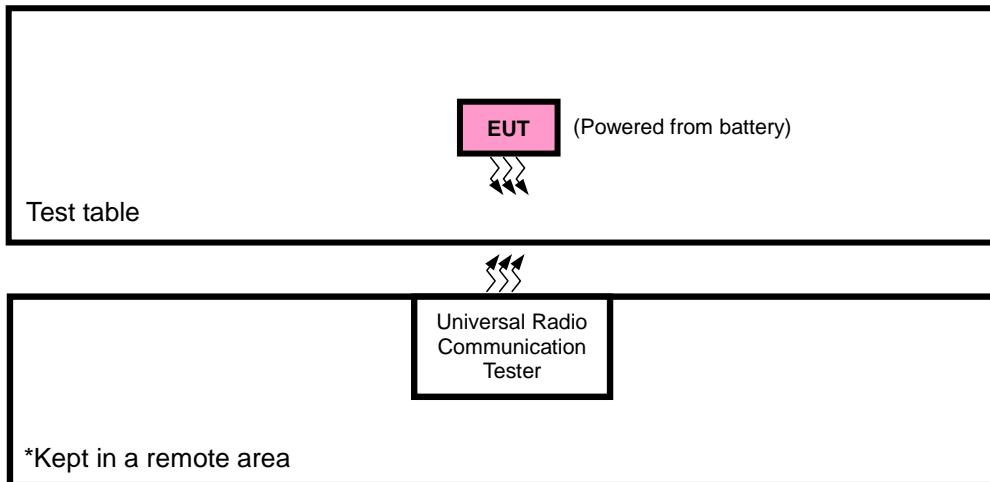 EUT
(Powered from battery)
Test table
Universal Radio
Communication
Tester
*Kept in a remote area